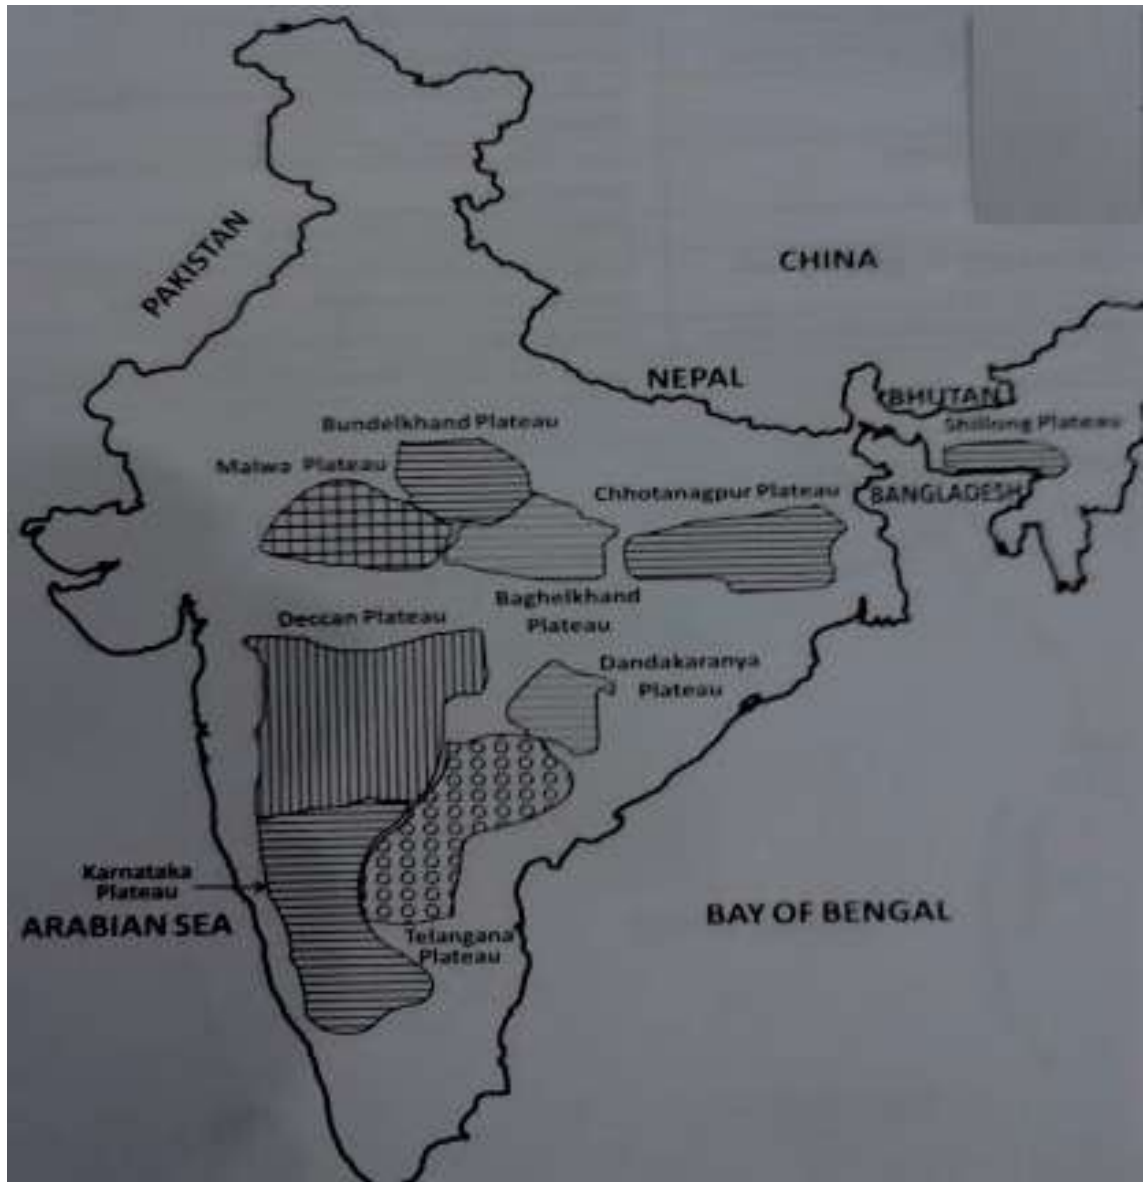 PAKISTAN
CHINA
NEPAL
BHUTAN
Shillong Plateau
Bundelkhand Plateau
Malwa Plateau
Chhotanagpur Plateau
BANGLADESH
Baghelkhand
Plateau
Deccan Plateau
Dandakaranya
Plateau
Karnataka
Plateau
ARABIAN SEA
BAY OF BENGAL
Telangana
Plateau